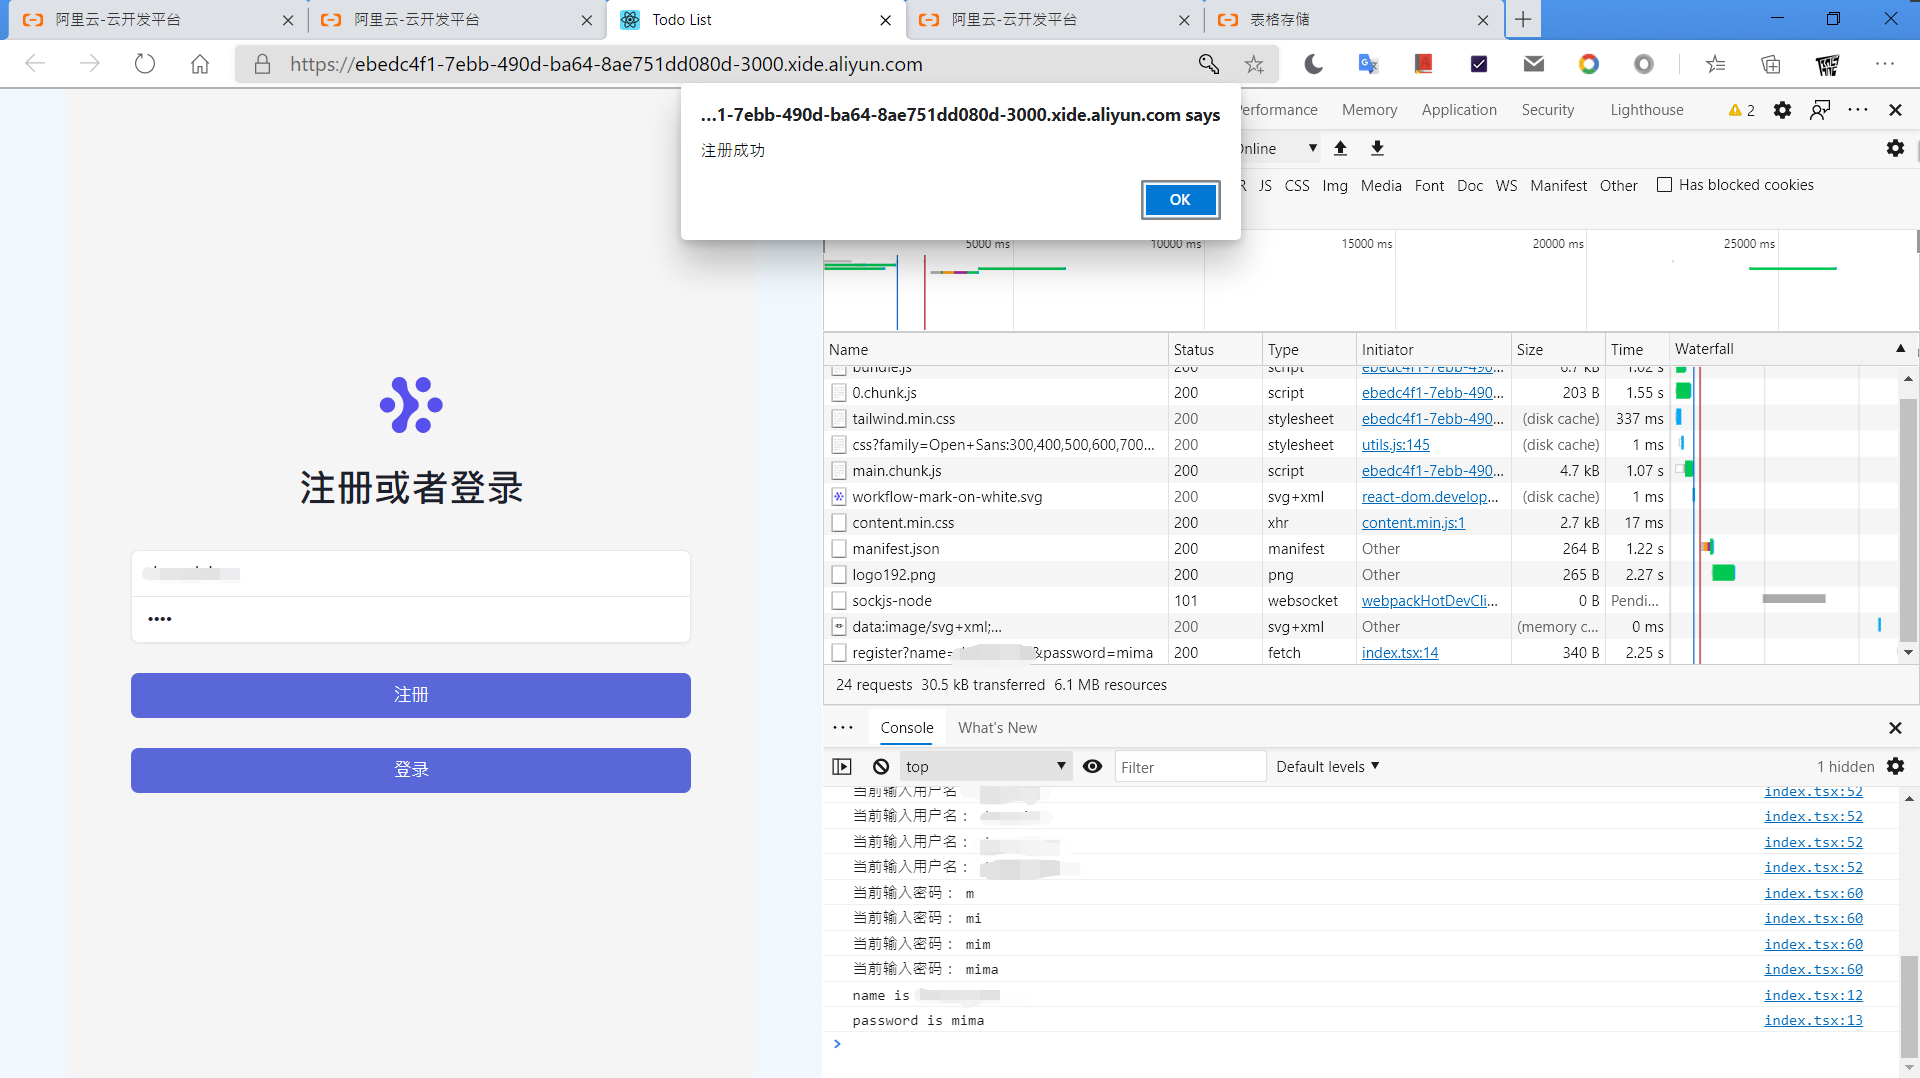 阿里云-云开发平台
阿里云-云开发平台
Todo List
阿里云-云开发平台
表格存储
https://ebedc4f1-7ebb-490d-ba64-8ae751dd080d-3000.xide.aliyun.com
...1-7ebb-490d-ba64-8ae751dd080d-3000.xide.aliyun.com says
注册成功
OK
注册或者登录
••••
注册
登录
Performance Memory Application Security Lighthouse 2
Online
R JS CSS Img Media Font Doc WS Manifest Other Has blocked cookies
5000 ms 10000 ms 15000 ms 20000 ms 25000 ms
Name Status Type Initiator Size Time Waterfall
bundle.js 200 script ebedc4f1-7ebb-490... 6.7 kB 1.02 s
0.chunk.js 200 script ebedc4f1-7ebb-490... 203 B 1.55 s
tailwind.min.css 200 stylesheet ebedc4f1-7ebb-490... (disk cache) 337 ms
css?family=Open+Sans:300,400,500,600,700... 200 stylesheet utils.js:145 (disk cache) 1 ms
main.chunk.js 200 script ebedc4f1-7ebb-490... 4.7 kB 1.07 s
workflow-mark-on-white.svg 200 svg+xml react-dom.develop... (disk cache) 1 ms
content.min.css 200 xhr content.min.js:1 2.7 kB 17 ms
manifest.json 200 manifest Other 264 B 1.22 s
logo192.png 200 png Other 265 B 2.27 s
sockjs-node 101 websocket webpackHotDevCli... 0 B Pendi...
data:image/svg+xml;... 200 svg+xml Other (memory c... 0 ms
register?name= &password=mima 200 fetch index.tsx:14 340 B 2.25 s
24 requests 30.5 kB transferred 6.1 MB resources
Console What's New
top Filter Default levels 1 hidden
当前输入用户名 index.tsx:52
当前输入用户名： index.tsx:52
当前输入用户名： index.tsx:52
当前输入用户名： index.tsx:52
当前输入密码： m index.tsx:60
当前输入密码： mi index.tsx:60
当前输入密码： mim index.tsx:60
当前输入密码： mima index.tsx:60
name is index.tsx:12
password is mima index.tsx:13